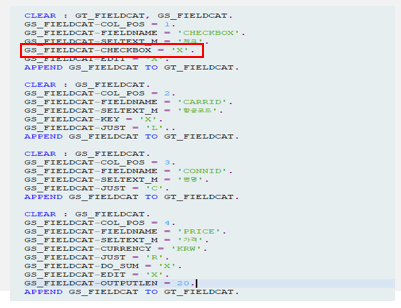 CLEAR : GT_FIELDCAT, GS_FIELDCAT.
GS_FIELDCAT-COL_POS = 1.
GS_FIELDCAT-FIELDNAME = 'CHECKBOX'.
GS_FIELDCAT-SELTEXT_M =
GS_FIELDCAT-CHECKBOX = 'X'.
GS_FIELDCAT-EDIT = 'X'.
APPEND GS_FIELDCAT TO GT_FIELDCAT.
CLEAR : GS_FIELDCAT.
GS_FIELDCAT-COL_POS = 2.
GS_FIELDCAT-FIELDNAME = 'CARRID'.
GS_FIELDCAT-SELTEXT_M = '항공코드'.
GS_FIELDCAT-KEY = 'X'.
GS_FIELDCAT-JUST = 'L'..
APPEND GS_FIELDCAT TO GT_FIELDCAT.
CLEAR : GS_FIELDCAT.
GS_FIELDCAT-COL_POS = 3.
GS_FIELDCAT-FIELDNAME = 'CONNID'.
GS_FIELDCAT-SELTEXT_M =
GS_FIELDCAT-JUST = 'C'.
APPEND GS_FIELDCAT TO GT_FIELDCAT.
CLEAR : GS_FIELDCAT.
GS_FIELDCAT-COL_POS = 4.
GS_FIELDCAT-FIELDNAME = 'PRICE'.
GS_FIELDCAT-SELTEXT_M = '가격'.
GS_FIELDCAT-CURRENCY = 'KRW'.
GS_FIELDCAT-JUST = 'R'.
GS_FIELDCAT-DO_SUM = 'X'.
GS_FIELDCAT-EDIT = 'X'.
GS_FIELDCAT-OUTPUTLEN = 20.
APPEND GS_FIELDCAT TO GT_FIELDCAT.